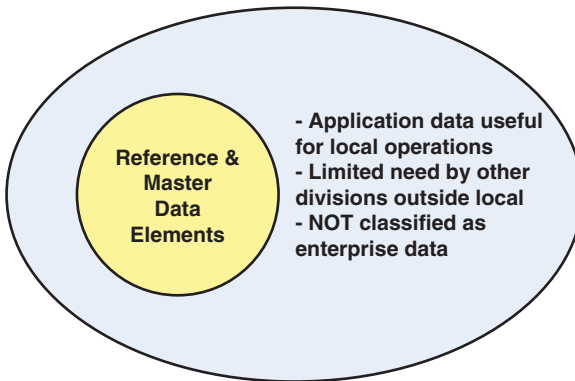 Reference &
Master
Data
Elements
- Application data useful
for local operations
- Limited need by other
divisions outside local
- NOT classified as
enterprise data